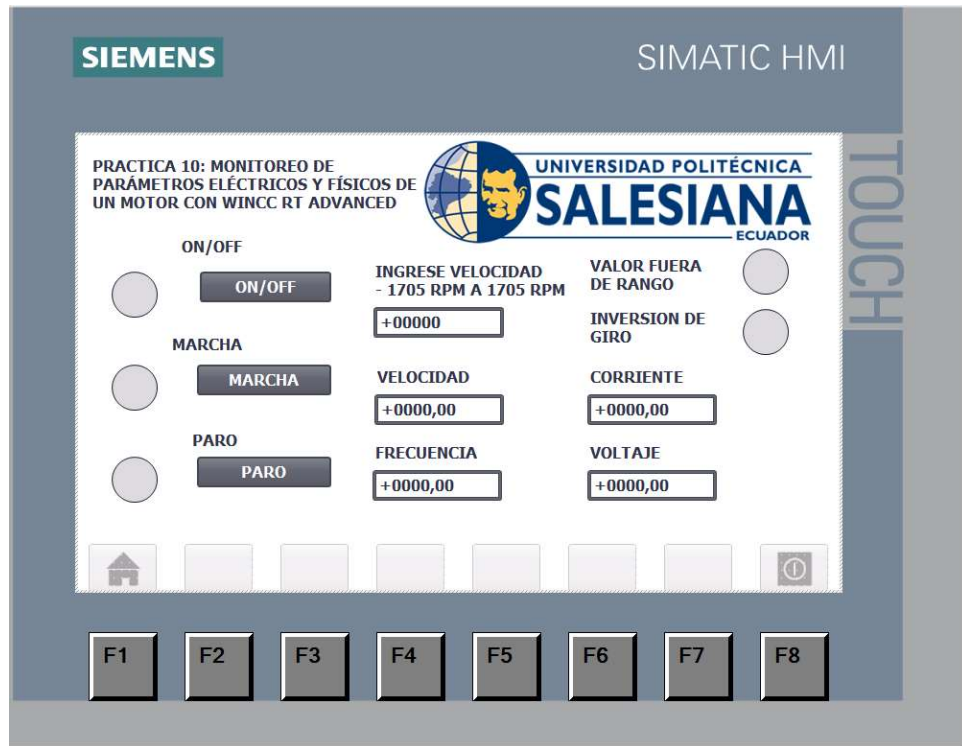 SIEMENS
SIMATIC HMI
TOUCH
PRACTICA 10: MONITOREO DE
PARÁMETROS ELÉCTRICOS Y FÍSICOS DE
UN MOTOR CON WINCC RT ADVANCED
UNIVERSIDAD POLITÉCNICA
SALESIANA
ECUADOR
ON/OFF
ON/OFF
INGRESE VELOCIDAD
- 1705 RPM A 1705 RPM
+00000
VALOR FUERA
DE RANGO
INVERSION DE
GIRO
MARCHA
MARCHA
VELOCIDAD
+0000,00
CORRIENTE
+0000,00
PARO
PARO
FRECUENCIA
+0000,00
VOLTAJE
+0000,00
F1 F2 F3 F4 F5 F6 F7 F8